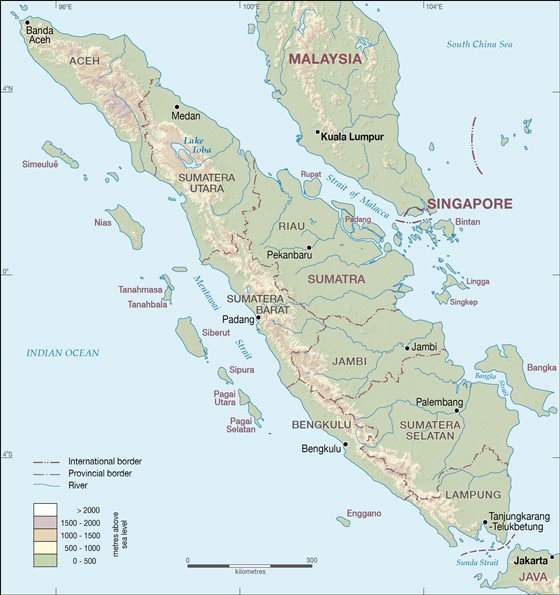 96°E
100°E
104°E
Banda
Aceh
ACEH
MALAYSIA
South China Sea
4°N
Medan
Kuala Lumpur
Lake
Toba
Simeuluë
SUMATERA
UTARA
Rupat
Strait of Malacca
SINGAPORE
Nias
RIAU
Padang
Bintan
Pekanbaru
0°
SUMATRA
Lingga
Tanahmasa
Tanahbala
Mentawai Strait
SUMATERA
BARAT
Singkep
Padang
Siberut
INDIAN OCEAN
JAMBI
Jambi
Bangka
Sipura
Bangka
Strait
Pagai
Utara
Palembang
Pagai
Selatan
BENGKULU
SUMATERA
SELATAN
Bengkulu
4°S
International border
Provincial border
River
LAMPUNG
> 2000
1500 - 2000
1000 - 1500
500 - 1000
0 - 500
metres above
sea level
Enggano
Tanjungkarang
-Telukbetung
0
300
kilometres
Sunda Strait
Jakarta
JAVA